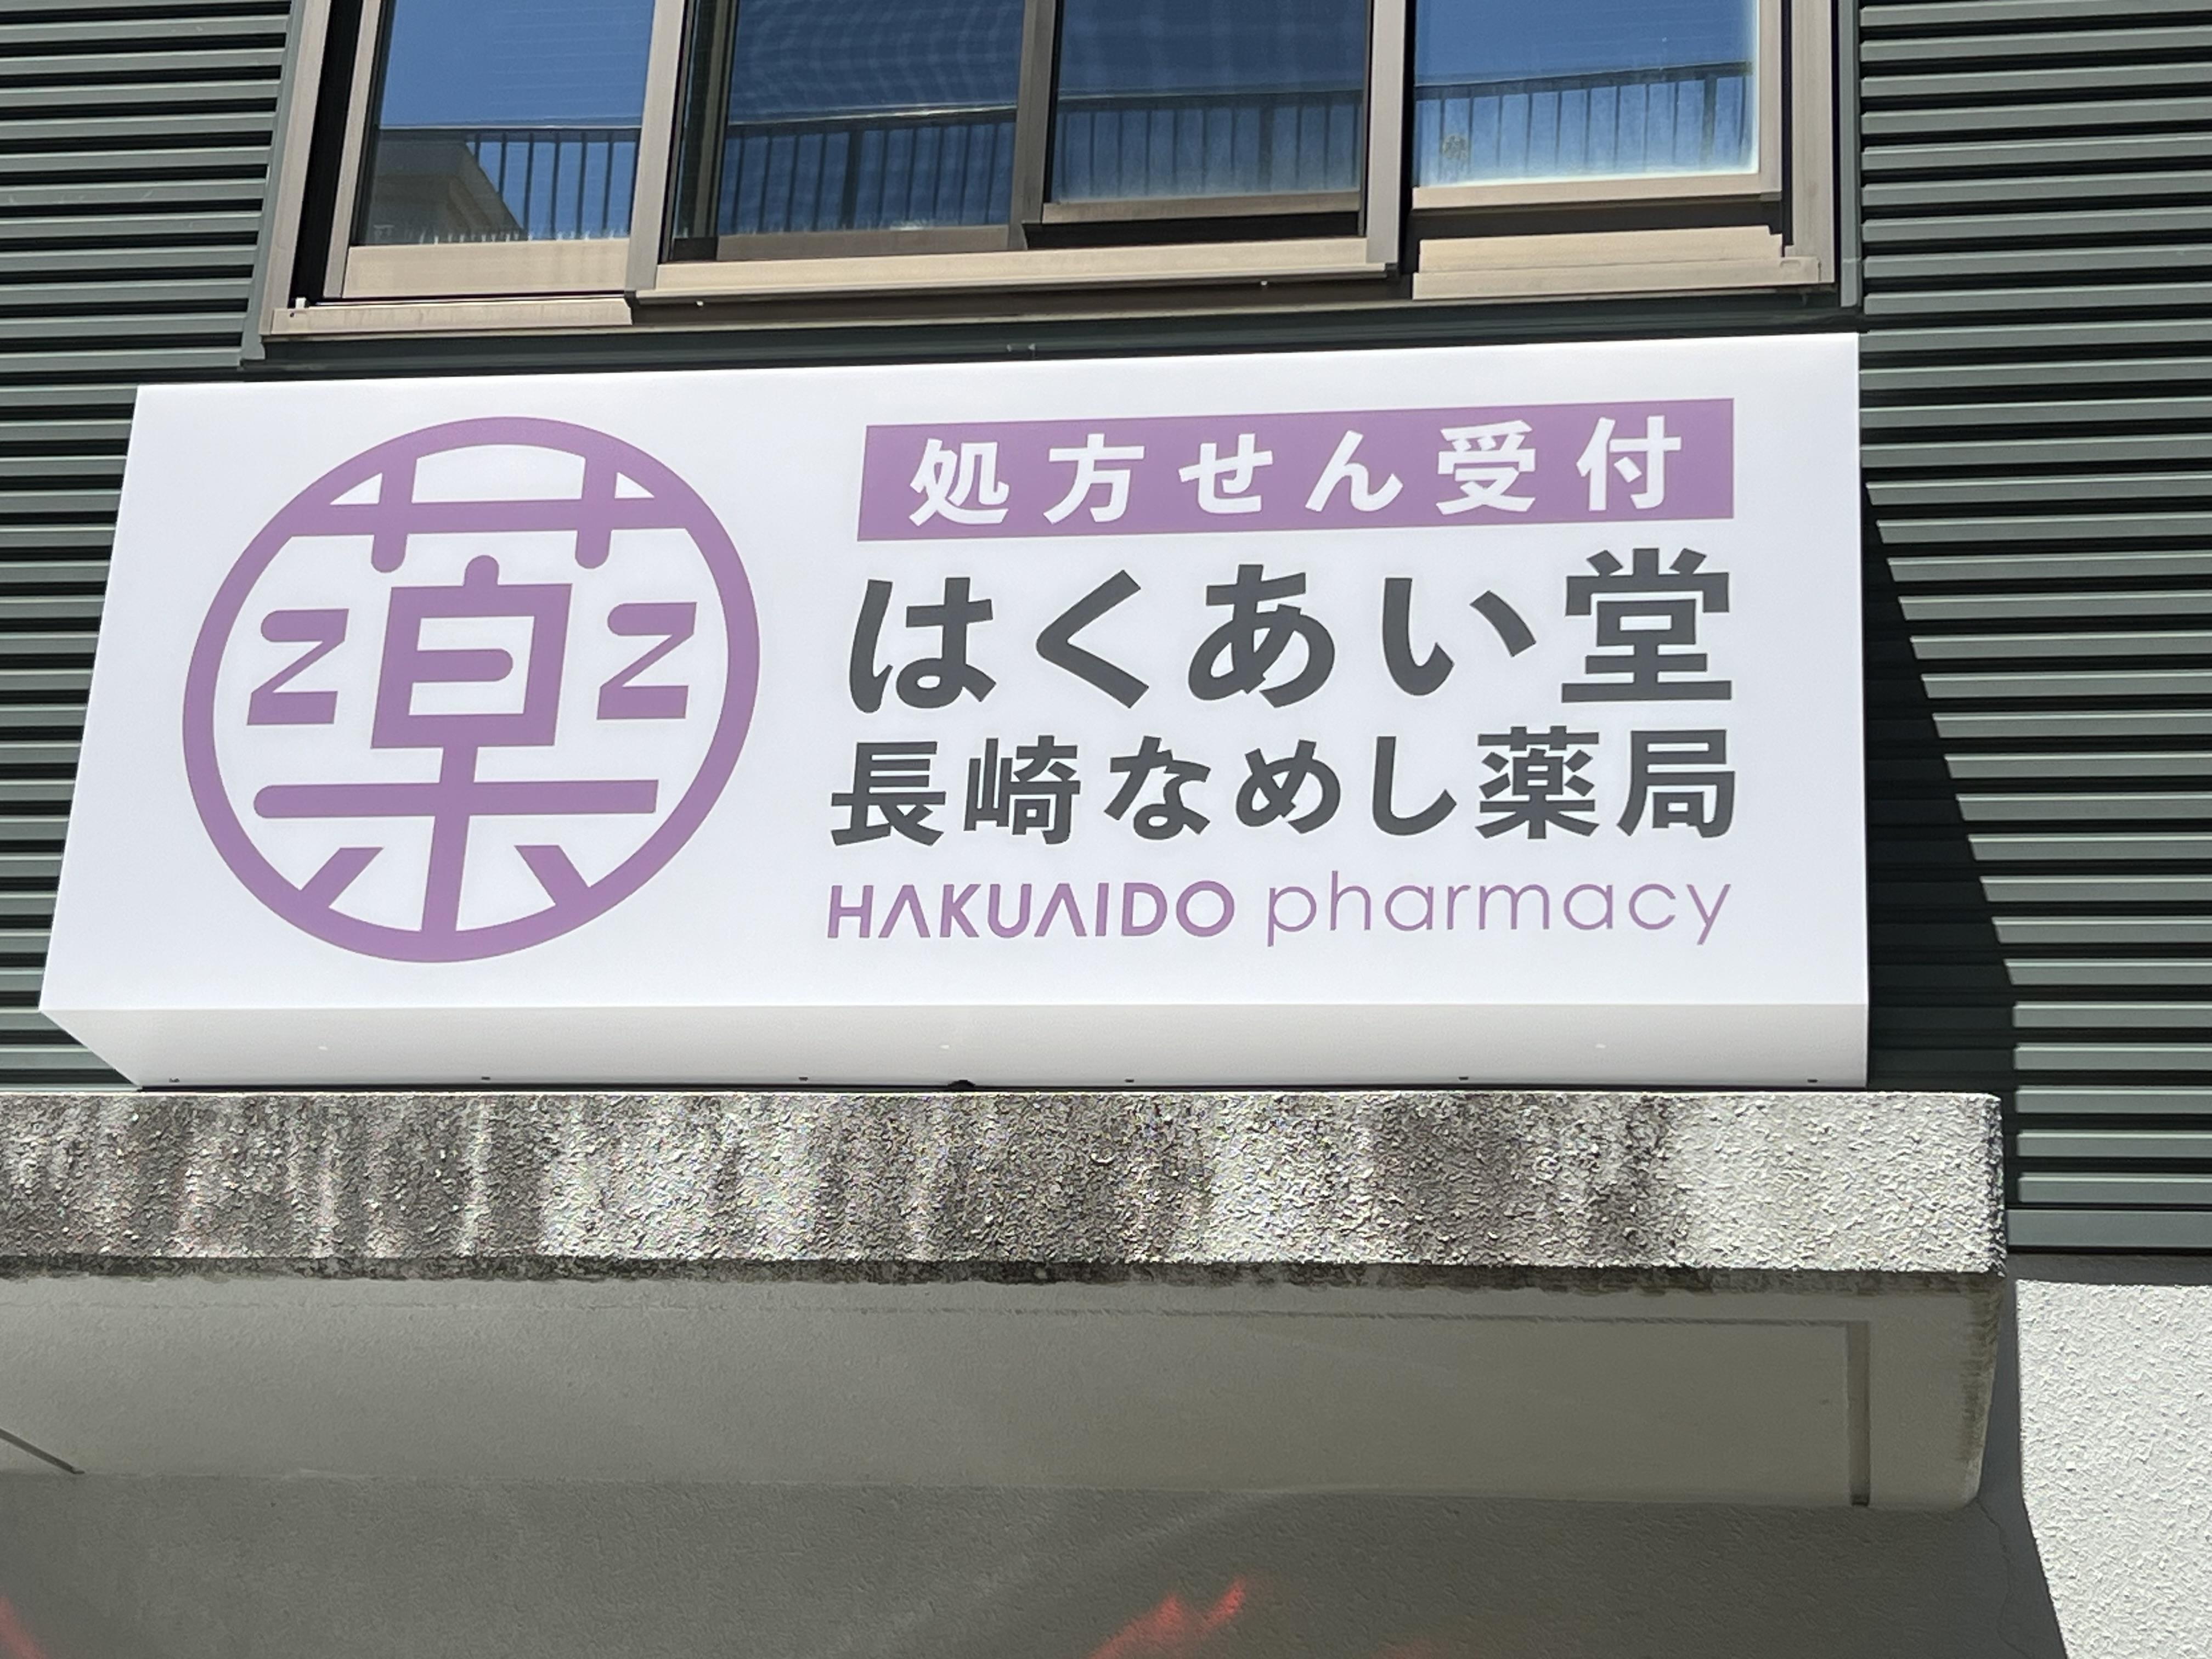 薬
処方せん受付
はくあい堂
長崎なめし薬局
HAKUAIDO pharmacy